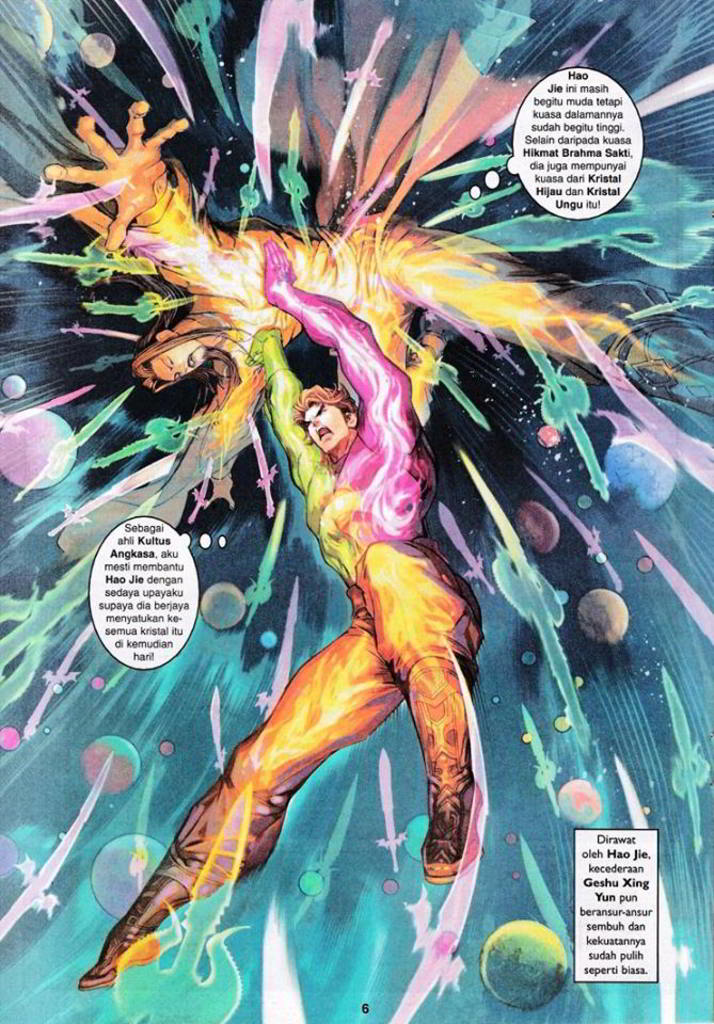 Hao
Jie ini masih
begitu muda tetapi
kuasa dalamannya
sudah begitu tinggi.
Selain daripada kuasa
Hikmat Brahma Sakti,
dia juga mempunyai
kuasa dari Kristal
Hijau dan Kristal
Ungu itu!
Sebagai
ahli Kultus
Angkasa, aku
mesti membantu
Hao Jie dengan
sedaya upayaku
supaya dia berjaya
menyatukan ke-
semua kristal itu
di kemudian
hari!
Dirawat
oleh Hao Jie,
kecederaan
Geshu Xing
Yun pun
beransur-ansur
sembuh dan
kekuatannya
sudah pulih
seperti biasa.
6